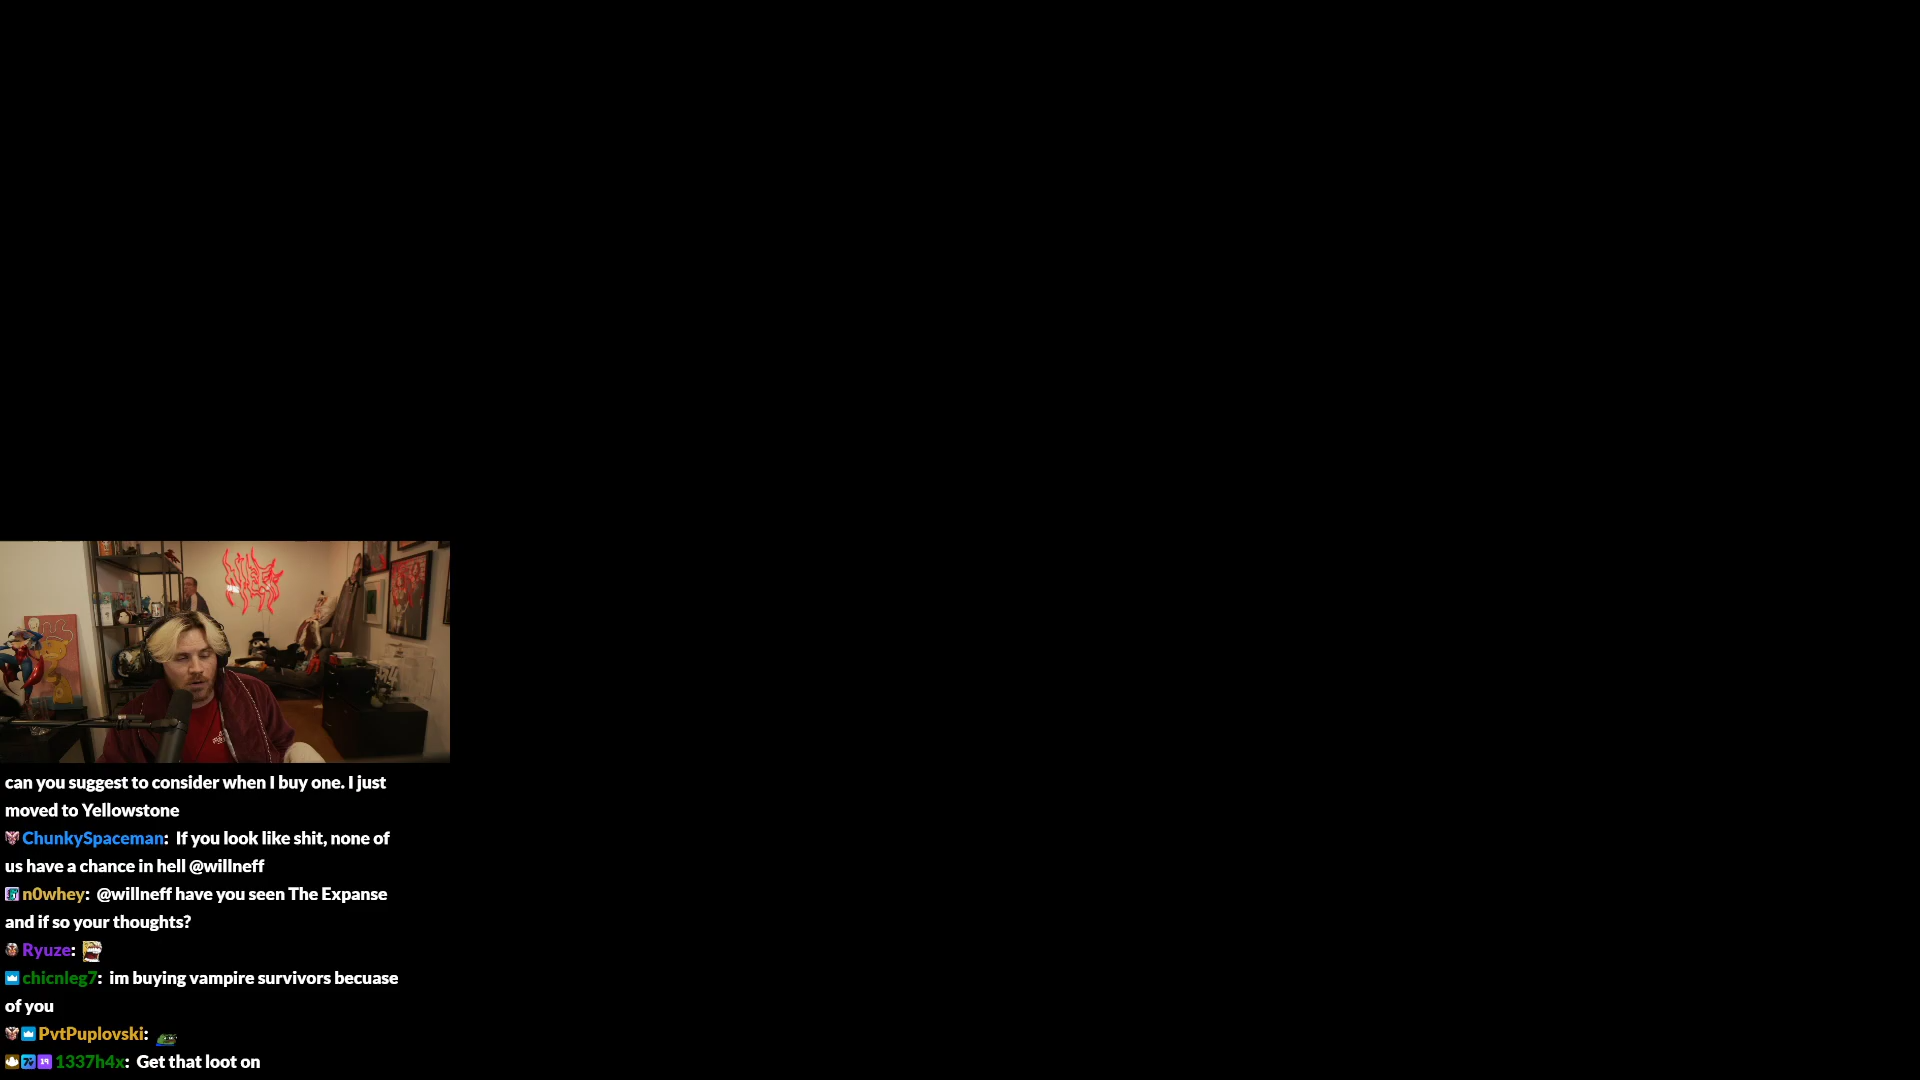 can you suggest to consider when I buy one. I just
moved to Yellowstone
ChunkySpaceman: If you look like shit, none of
us have a chance in hell @willneff
n0whey: @willneff have you seen The Expanse
and if so your thoughts?
Ryuze:
chicnleg7: im buying vampire survivors becuase
of you
PvtPuplovski:
1337h4x: Get that loot on